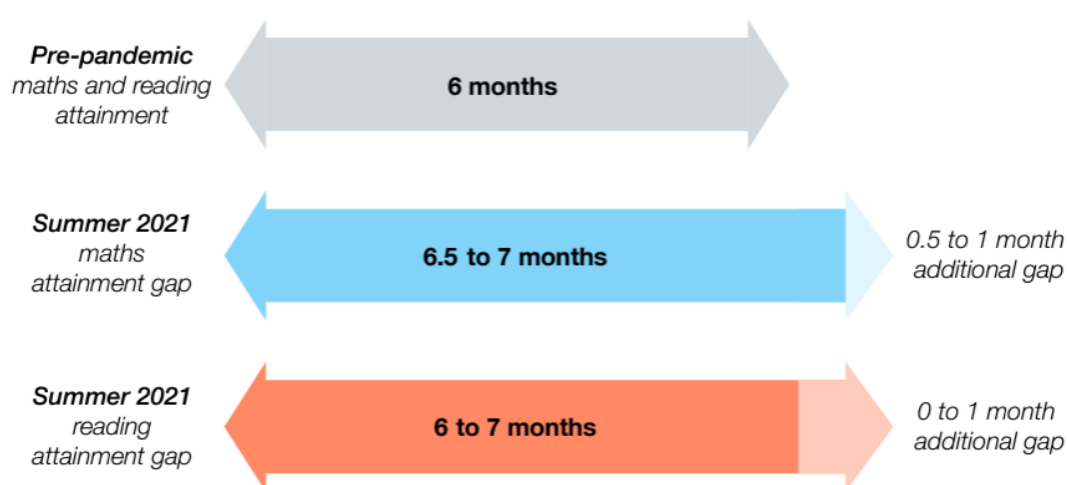 Pre-pandemic
maths and reading
attainment
6 months
Summer 2021
maths
attainment gap
6.5 to 7 months
0.5 to 1 month
additional gap
Summer 2021
reading
attainment gap
6 to 7 months
0 to 1 month
additional gap